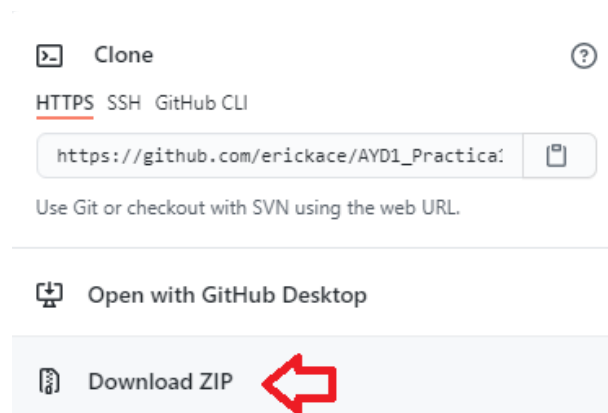 Clone
HTTPS SSH GitHub CLI
https://github.com/erickace/AYD1_Practica
Use Git or checkout with SVN using the web URL.
Open with GitHub Desktop
Download ZIP